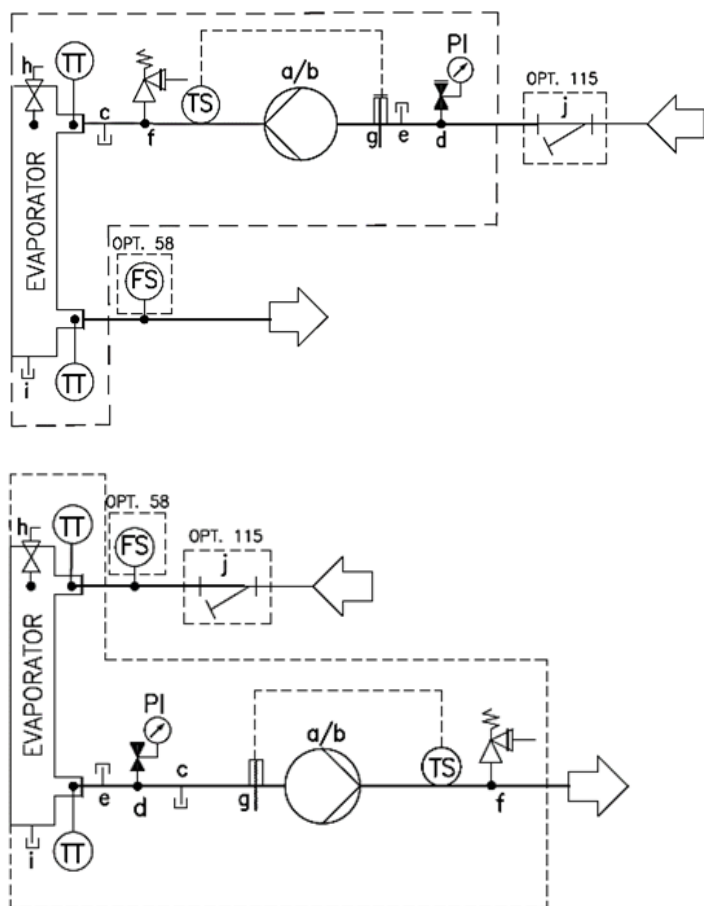 PI
OPT. 115
h TT a/b j
TS
c f g e d
EVAPORATOR
OPT. 58
FS
i TT
OPT. 58
h TT OPT. 115
FS j
EVAPORATOR
PI
a/b
c TS
e d g f
i TT